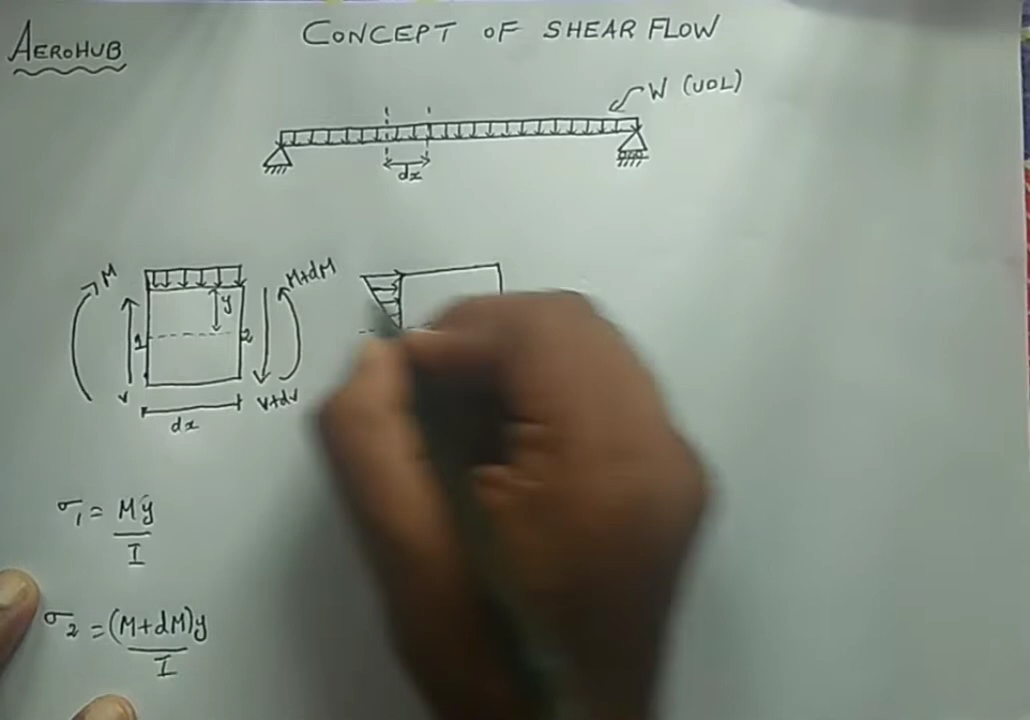 AEROHUB
CONCEPT OF SHEAR FLOW
W (UDL)
dx
M
y
1
2
V
M+dM
V+dV
dx
σ₁ = My
I
σ₂ = (M+dM)y
I